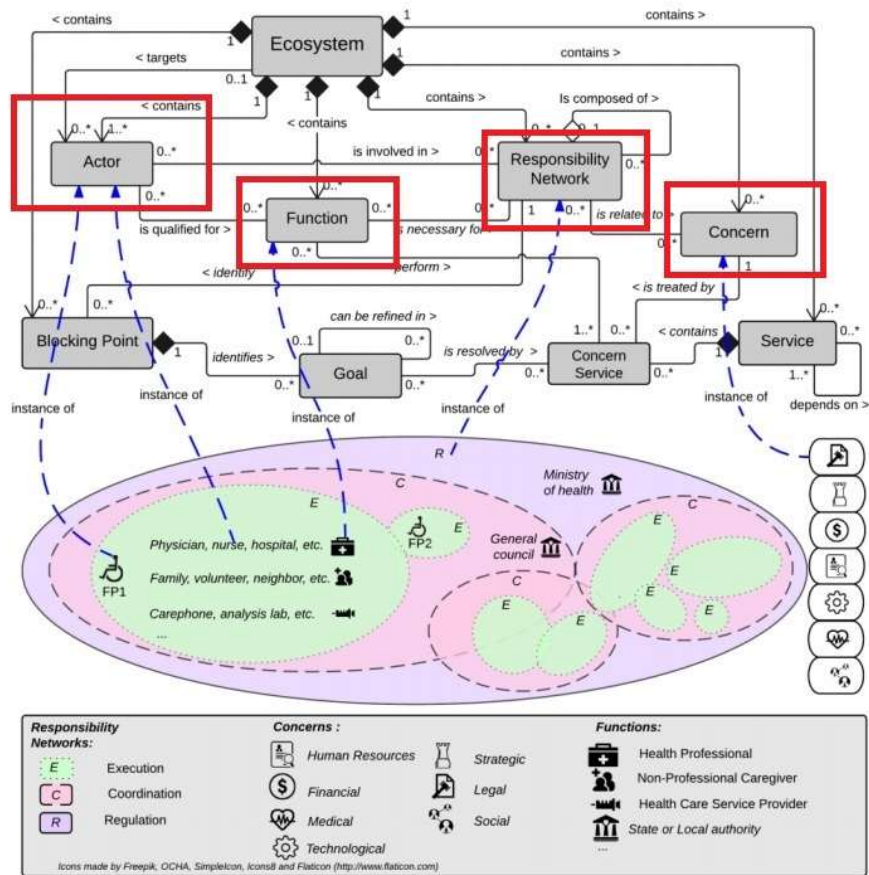 < contains
1
Ecosystem
1
contains >
< targets
0..1
1
1
1
1
contains >
< contains
< contains
contains >
Is composed of >
0..*
1..*
0..*
0..1
Actor
0..*
is involved in >
0..*
Responsibility
Network
0..*
0..*
0..*
0..*
is qualified for >
0..*
Function
0..*
0..*
is necessary for >
1
0..*
is related to >
0..*
Concern
0..*
perform >
1
< identify
< is treated by
0..*
0..*
can be refined in >
1..*
0..*
< contains
0..*
Blocking Point
1
identifies >
0..1
0..*
Goal
0..*
0..*
is resolved by >
0..*
Concern
Service
0..*
1
Service
0..*
1..*
depends on >
instance of
instance of
instance of
instance of
instance of
R
C
E
Ministry
of health
Physician, nurse, hospital, etc.
FP2
E
General
council
C
E
FP1
Family, volunteer, neighbor, etc.
E
Carephone, analysis lab, etc.
...
C
E
E
E
E
Responsibility
Networks:
E Execution
C Coordination
R Regulation
Concerns :
Human Resources
Financial
Medical
Technological
Strategic
Legal
Social
Functions:
Health Professional
Non-Professional Caregiver
Health Care Service Provider
State or Local authority
...
Icons made by Freepik, OCHA, SimpleIcon, Icons8 and Flaticon (http://www.flaticon.com)